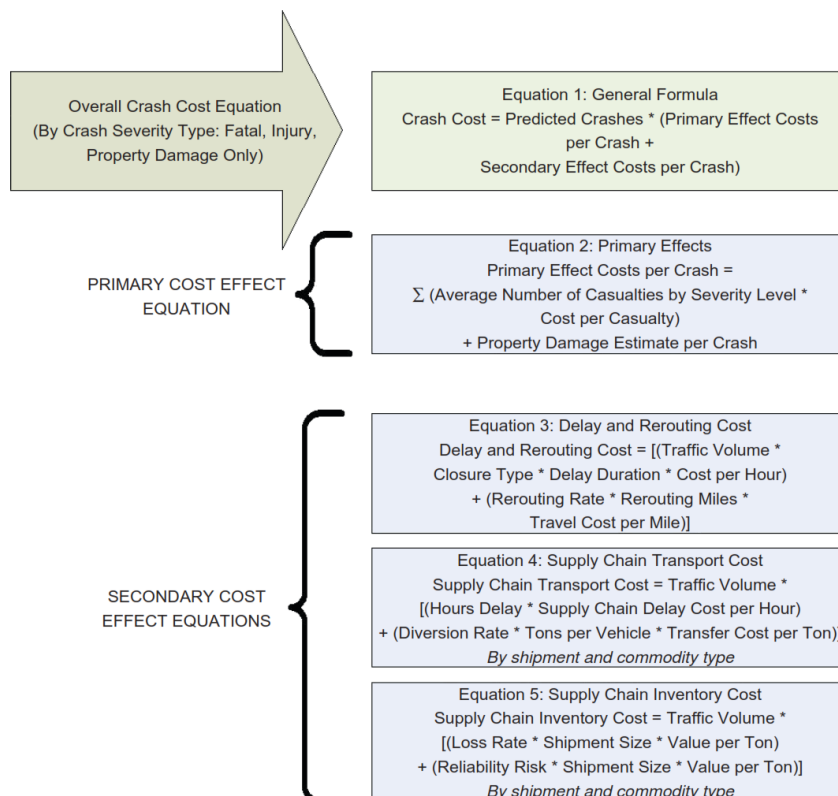 Overall Crash Cost Equation
(By Crash Severity Type: Fatal, Injury,
Property Damage Only)
Equation 1: General Formula
Crash Cost = Predicted Crashes * (Primary Effect Costs
per Crash +
Secondary Effect Costs per Crash)
PRIMARY COST EFFECT
EQUATION
Equation 2: Primary Effects
Primary Effect Costs per Crash =
∑ (Average Number of Casualties by Severity Level *
Cost per Casualty)
+ Property Damage Estimate per Crash
SECONDARY COST
EFFECT EQUATIONS
Equation 3: Delay and Rerouting Cost
Delay and Rerouting Cost = [(Traffic Volume *
Closure Type * Delay Duration * Cost per Hour)
+ (Rerouting Rate * Rerouting Miles *
Travel Cost per Mile)]
Equation 4: Supply Chain Transport Cost
Supply Chain Transport Cost = Traffic Volume *
[(Hours Delay * Supply Chain Delay Cost per Hour)
+ (Diversion Rate * Tons per Vehicle * Transfer Cost per Ton)]
By shipment and commodity type
Equation 5: Supply Chain Inventory Cost
Supply Chain Inventory Cost = Traffic Volume *
[(Loss Rate * Shipment Size * Value per Ton)
+ (Reliability Risk * Shipment Size * Value per Ton)]
By shipment and commodity type